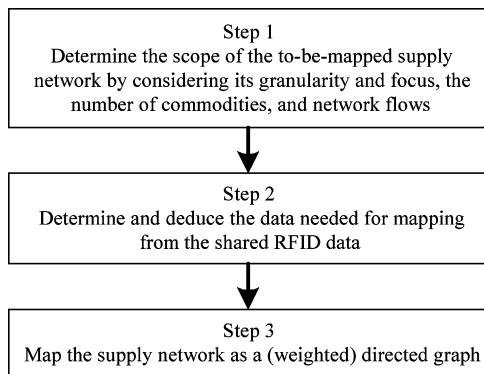 Step 1
Determine the scope of the to-be-mapped supply
network by considering its granularity and focus, the
number of commodities, and network flows
Step 2
Determine and deduce the data needed for mapping
from the shared RFID data
Step 3
Map the supply network as a (weighted) directed graph